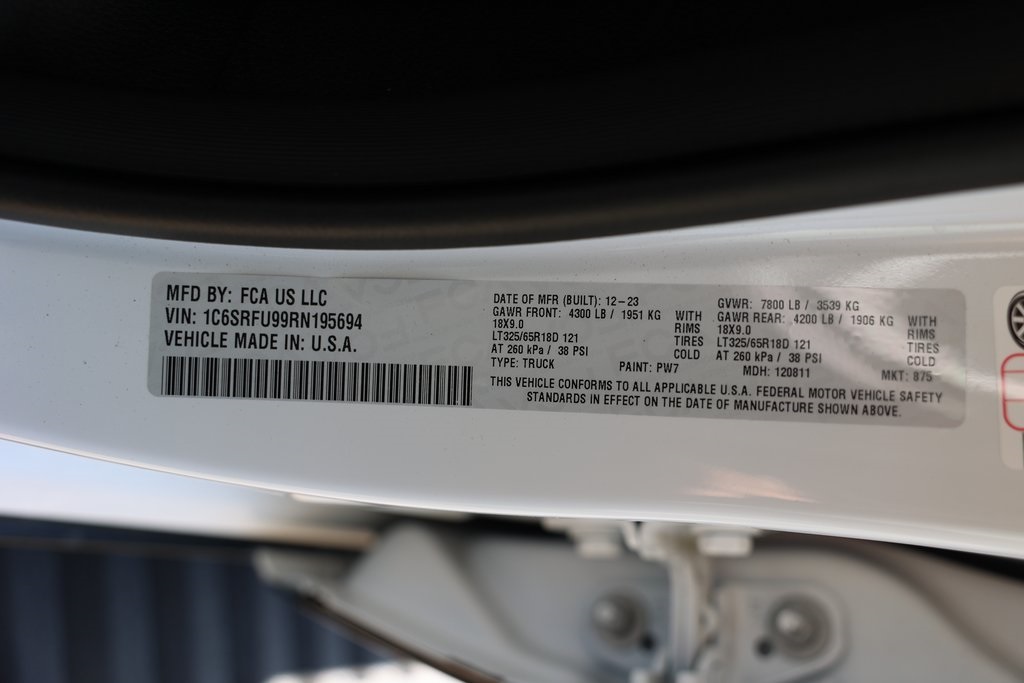 MFD BY: FCA US LLC
VIN: 1C6SRFU99RN195694
VEHICLE MADE IN: U.S.A.
DATE OF MFR (BUILT): 12-23
GAWR FRONT: 4300 LB / 1951 KG WITH
18X9.0 RIMS
LT325/65R18D 121 TIRES
AT 260 kPa / 38 PSI COLD
TYPE: TRUCK PAINT: PW7
GVWR: 7800 LB / 3539 KG
GAWR REAR: 4200 LB / 1906 KG WITH
18X9.0 RIMS
LT325/65R18D 121 TIRES
AT 260 kPa / 38 PSI COLD
MDH: 120811 MKT: 875
THIS VEHICLE CONFORMS TO ALL APPLICABLE U.S.A. FEDERAL MOTOR VEHICLE SAFETY
STANDARDS IN EFFECT ON THE DATE OF MANUFACTURE SHOWN ABOVE.